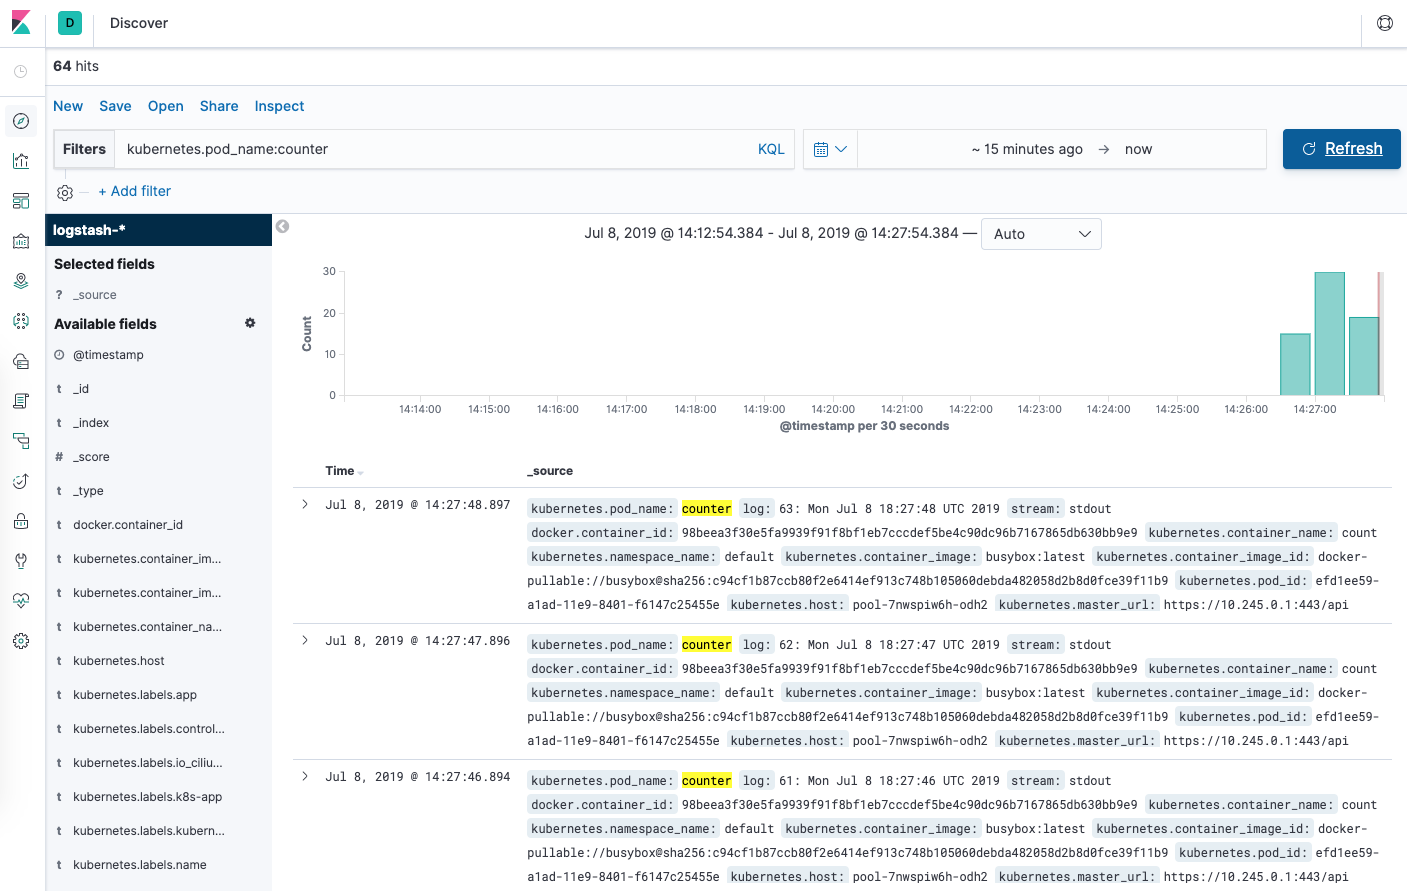 D Discover
64 hits
New Save Open Share Inspect
Filters kubernetes.pod_name:counter KQL ~ 15 minutes ago → now Refresh
+ Add filter
logstash-*
Selected fields
? _source
Available fields
@timestamp
t _id
t _index
# _score
t _type
t docker.container_id
t kubernetes.container_im...
t kubernetes.container_im...
t kubernetes.container_na...
t kubernetes.host
t kubernetes.labels.app
t kubernetes.labels.control...
t kubernetes.labels.io_ciliu...
t kubernetes.labels.k8s-app
t kubernetes.labels.kubern...
t kubernetes.labels.name
Jul 8, 2019 @ 14:12:54.384 - Jul 8, 2019 @ 14:27:54.384 — Auto
Count
30
20
10
0
14:14:00 14:15:00 14:16:00 14:17:00 14:18:00 14:19:00 14:20:00 14:21:00 14:22:00 14:23:00 14:24:00 14:25:00 14:26:00 14:27:00
@timestamp per 30 seconds
Time _source
Jul 8, 2019 @ 14:27:48.897 kubernetes.pod_name: counter log: 63: Mon Jul 8 18:27:48 UTC 2019 stream: stdout
docker.container_id: 98beea3f30e5fa9939f91f8bf1eb7cccdef5be4c90dc96b7167865db630bb9e9 kubernetes.container_name: count
kubernetes.namespace_name: default kubernetes.container_image: busybox:latest kubernetes.container_image_id: docker-
pullable://busybox@sha256:c94cf1b87ccb80f2e6414ef913c748b105060debda482058d2b8d0fce39f11b9 kubernetes.pod_id: efd1ee59-
a1ad-11e9-8401-f6147c25455e kubernetes.host: pool-7nwspiw6h-odh2 kubernetes.master_url: https://10.245.0.1:443/api
Jul 8, 2019 @ 14:27:47.896 kubernetes.pod_name: counter log: 62: Mon Jul 8 18:27:47 UTC 2019 stream: stdout
docker.container_id: 98beea3f30e5fa9939f91f8bf1eb7cccdef5be4c90dc96b7167865db630bb9e9 kubernetes.container_name: count
kubernetes.namespace_name: default kubernetes.container_image: busybox:latest kubernetes.container_image_id: docker-
pullable://busybox@sha256:c94cf1b87ccb80f2e6414ef913c748b105060debda482058d2b8d0fce39f11b9 kubernetes.pod_id: efd1ee59-
a1ad-11e9-8401-f6147c25455e kubernetes.host: pool-7nwspiw6h-odh2 kubernetes.master_url: https://10.245.0.1:443/api
Jul 8, 2019 @ 14:27:46.894 kubernetes.pod_name: counter log: 61: Mon Jul 8 18:27:46 UTC 2019 stream: stdout
docker.container_id: 98beea3f30e5fa9939f91f8bf1eb7cccdef5be4c90dc96b7167865db630bb9e9 kubernetes.container_name: count
kubernetes.namespace_name: default kubernetes.container_image: busybox:latest kubernetes.container_image_id: docker-
pullable://busybox@sha256:c94cf1b87ccb80f2e6414ef913c748b105060debda482058d2b8d0fce39f11b9 kubernetes.pod_id: efd1ee59-
a1ad-11e9-8401-f6147c25455e kubernetes.host: pool-7nwspiw6h-odh2 kubernetes.master_url: https://10.245.0.1:443/api